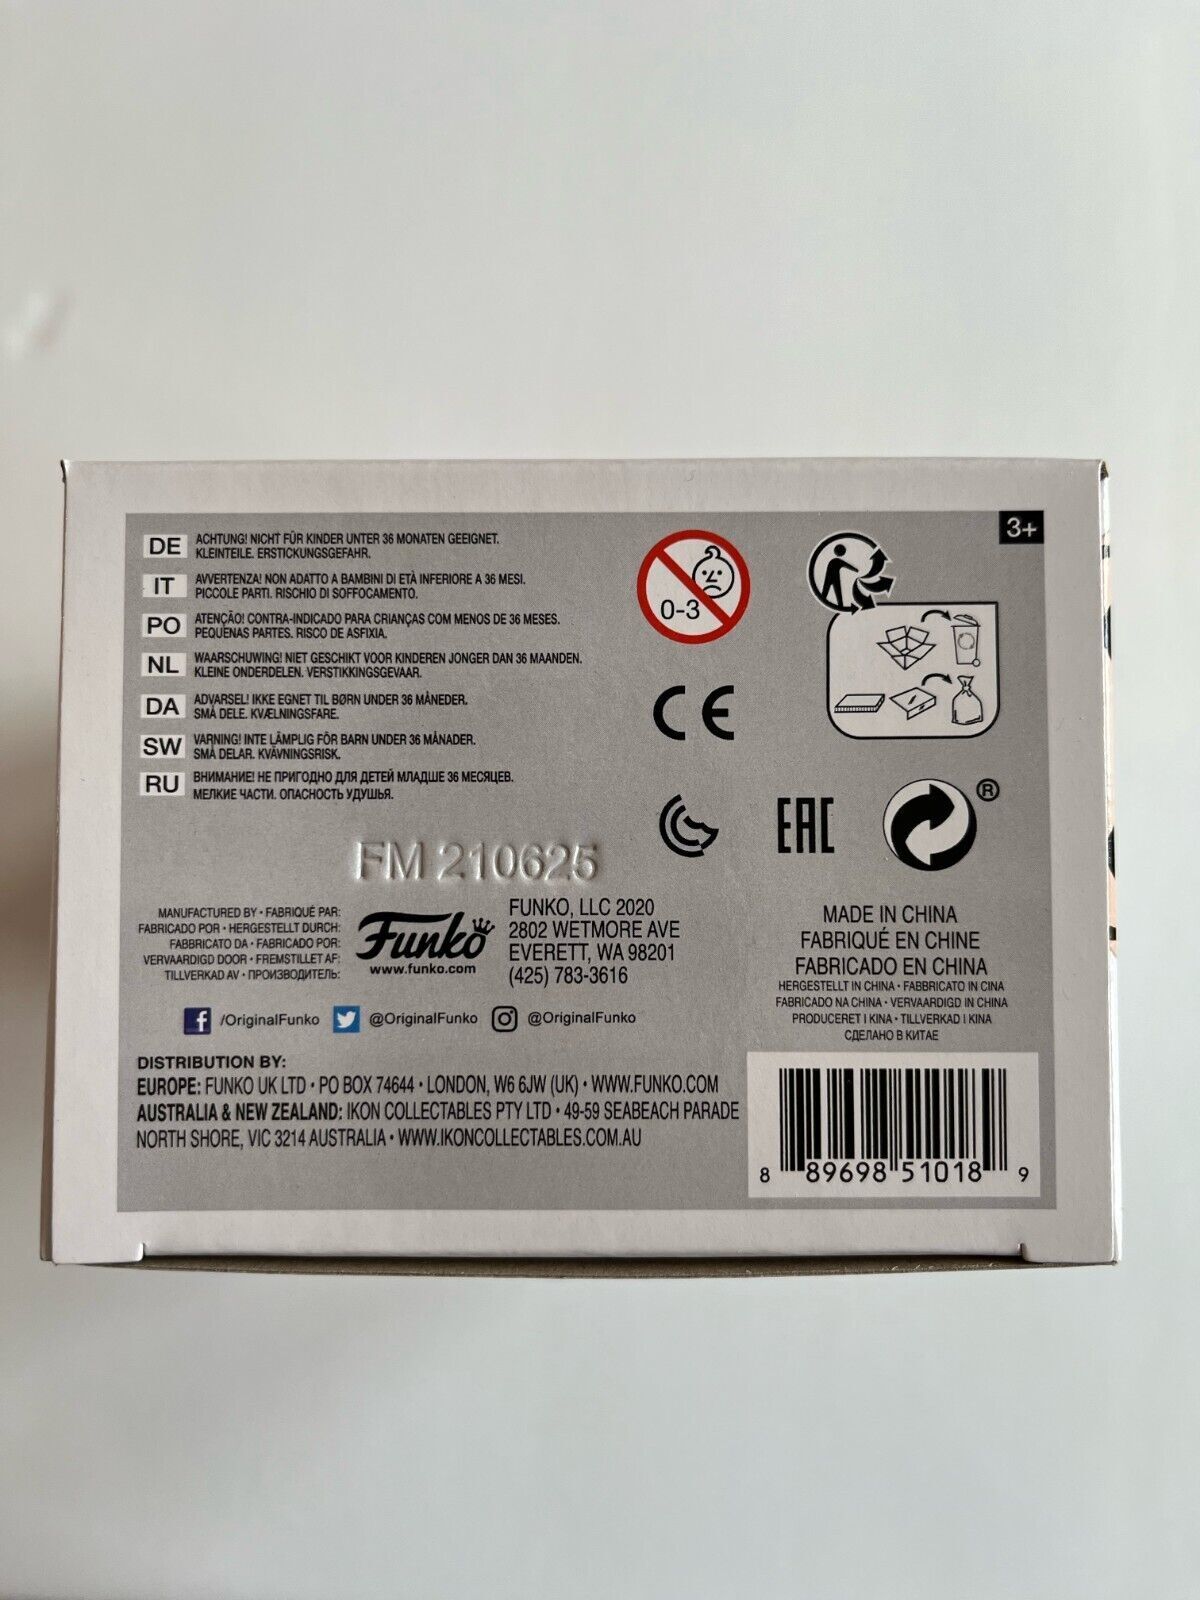 3+
DE
ACHTUNG! NICHT FÜR KINDER UNTER 36 MONATEN GEEIGNET.
KLEINTEILE. ERSTICKUNGSGEFAHR.
IT
AVVERTENZA! NON ADATTO A BAMBINI DI ETÀ INFERIORE A 36 MESI.
PICCOLE PARTI. RISCHIO DI SOFFOCAMENTO.
PO
ATENÇÃO! CONTRA-INDICADO PARA CRIANÇAS COM MENOS DE 36 MESES.
PEQUENAS PARTES. RISCO DE ASFIXIA.
NL
WAARSCHUWING! NIET GESCHIKT VOOR KINDEREN JONGER DAN 36 MAANDEN.
KLEINE ONDERDELEN. VERSTIKKINGSGEVAAR.
DA
ADVARSEL! IKKE EGNET TIL BØRN UNDER 36 MÅNEDER.
SMÅ DELE. KVÆLNINGSFARE.
SW
VARNING! INTE LÄMPLIG FÖR BARN UNDER 36 MÅNADER.
SMÅ DELAR. KVÄVNINGSRISK.
RU
ВНИМАНИЕ! НЕ ПРИГОДНО ДЛЯ ДЕТЕЙ МЛАДШЕ 36 МЕСЯЦЕВ.
МЕЛКИЕ ЧАСТИ. ОПАСНОСТЬ УДУШЬЯ.
0-3
CE
EAC
®
FM 210625
MANUFACTURED BY • FABRIQUÉ PAR:
FABRICADO POR • HERGESTELLT DURCH:
FABBRICATO DA • FABRICADO POR:
VERVAARDIGD DOOR • FREMSTILLET AF:
TILLVERKAD AV • ПРОИЗВОДИТЕЛЬ:
Funko
www.funko.com
FUNKO, LLC 2020
2802 WETMORE AVE
EVERETT, WA 98201
(425) 783-3616
f /OriginalFunko @OriginalFunko @OriginalFunko
MADE IN CHINA
FABRIQUÉ EN CHINE
FABRICADO EN CHINA
HERGESTELLT IN CHINA • FABBRICATO IN CINA
FABRICADO NA CHINA • VERVAARDIGD IN CHINA
PRODUCERET I KINA • TILLVERKAD I KINA
СДЕЛАНО В КИТАЕ
DISTRIBUTION BY:
EUROPE: FUNKO UK LTD • PO BOX 74644 • LONDON, W6 6JW (UK) • WWW.FUNKO.COM
AUSTRALIA & NEW ZEALAND: IKON COLLECTABLES PTY LTD • 49-59 SEABEACH PARADE
NORTH SHORE, VIC 3214 AUSTRALIA • WWW.IKONCOLLECTABLES.COM.AU
8 89698 51018 9